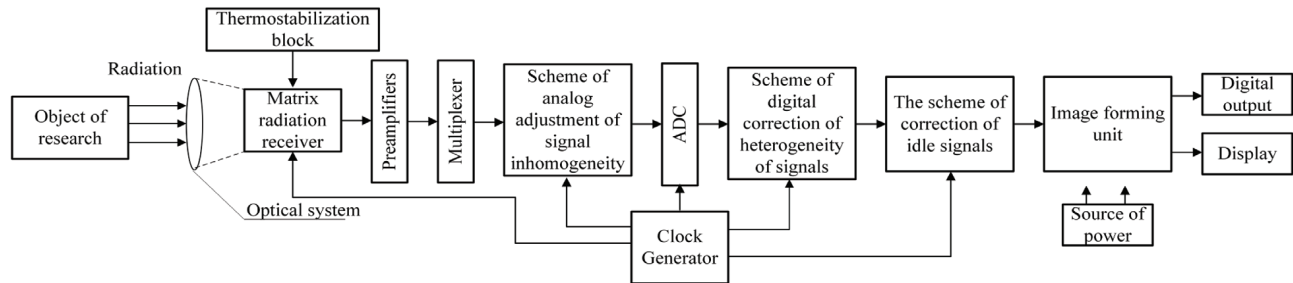 Thermostabilization
block
Radiation
Object of
research
Matrix
radiation
receiver
Preamplifiers
Multiplexer
Scheme of
analog
adjustment of
signal
inhomogeneity
ADC
Scheme of
digital
correction of
heterogeneity
of signals
The scheme of
correction of
idle signals
Image forming
unit
Digital
output
Display
Optical system
Clock
Generator
Source of
power